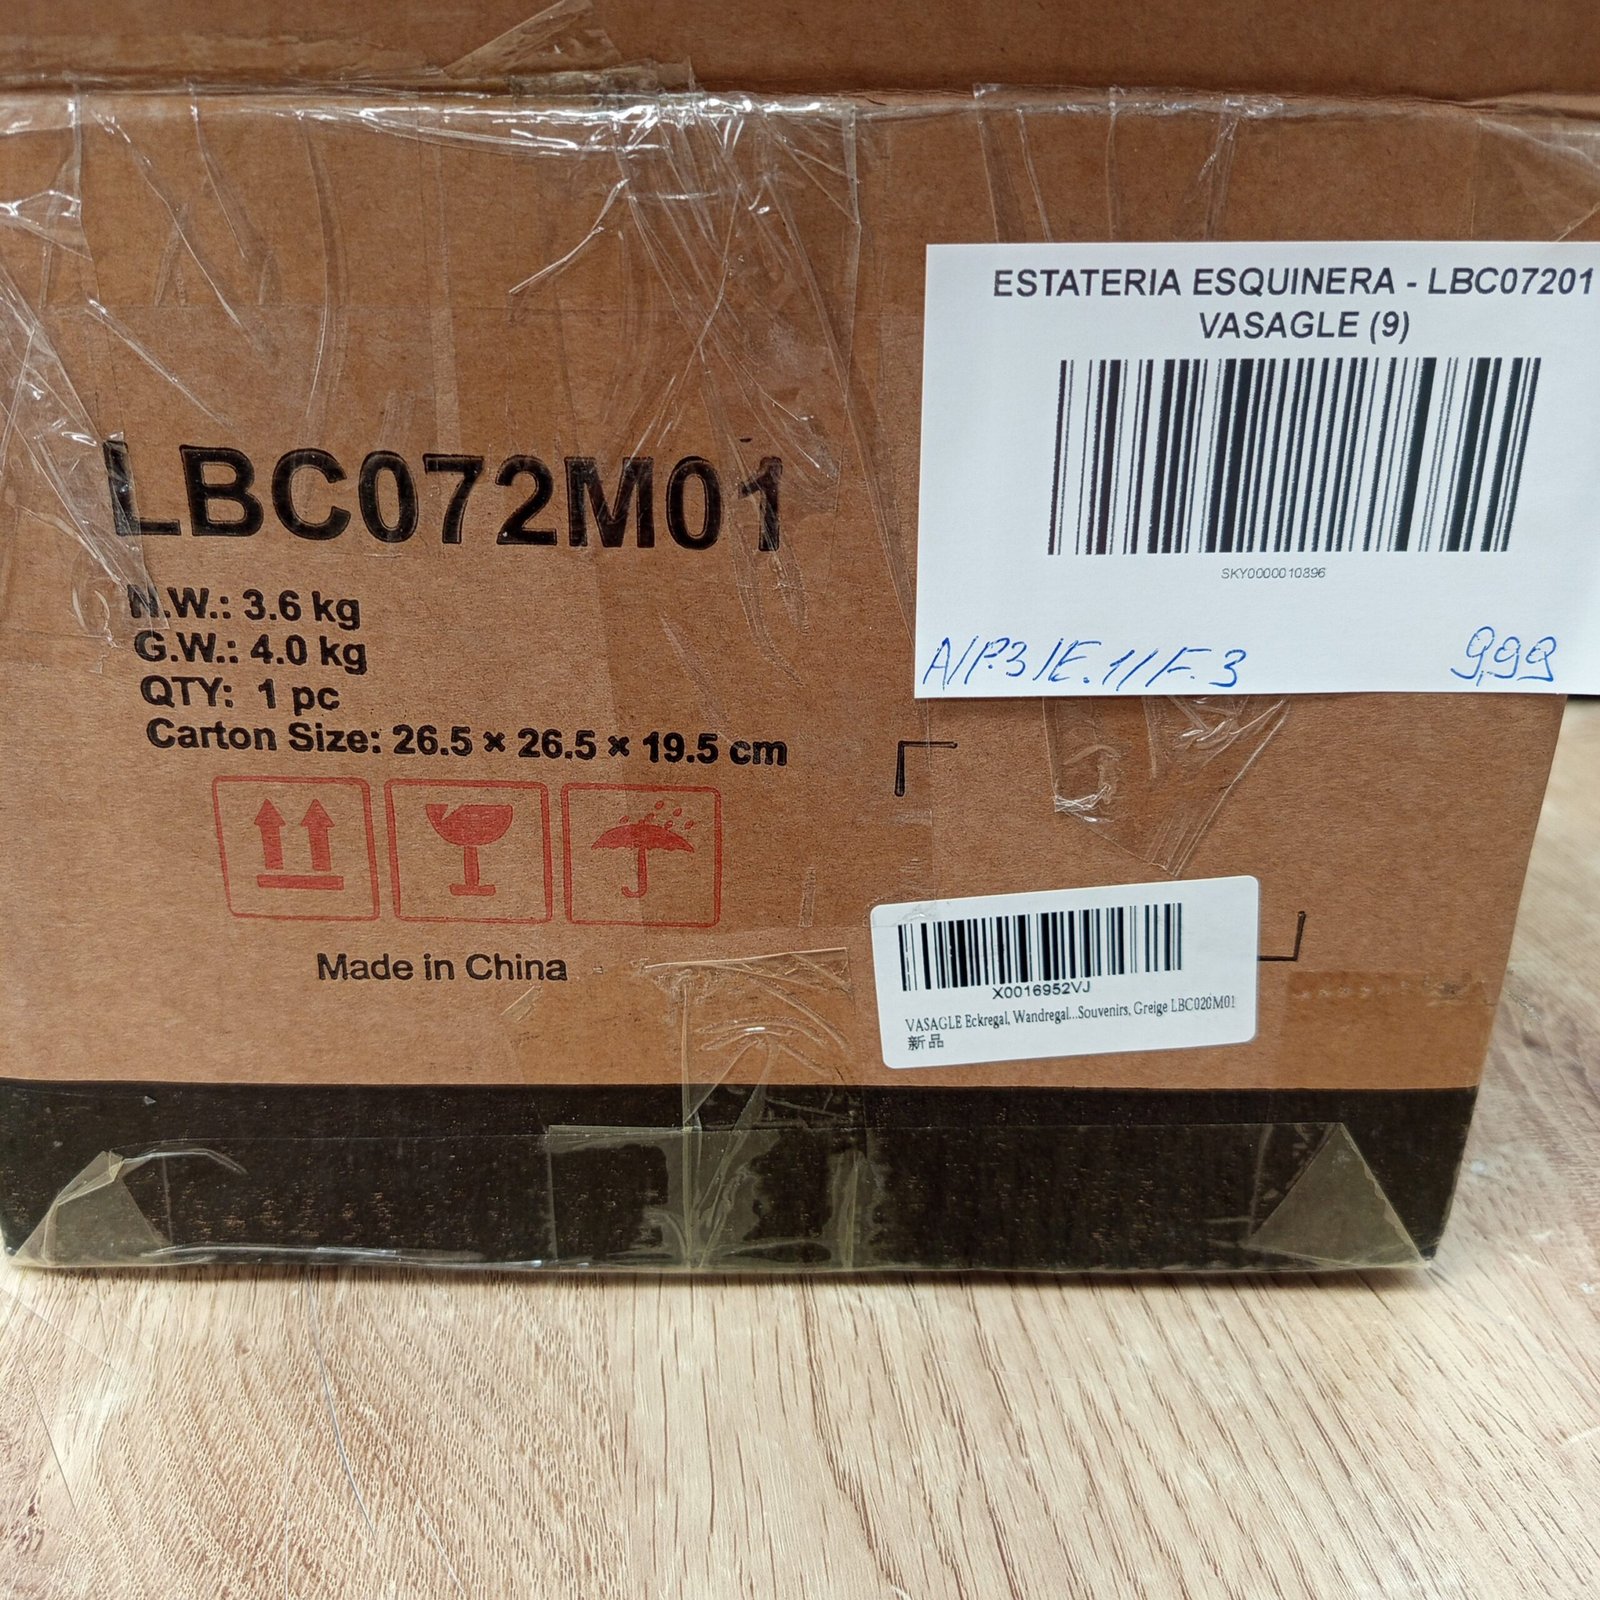 LBC072M01
N.W.: 3.6 kg
G.W.: 4.0 kg
QTY: 1 pc
Carton Size: 26.5 × 26.5 × 19.5 cm
Made in China
ESTATERIA ESQUINERA - LBC07201
VASAGLE (9)
SKY0000010896
A/P.3/E.1/F.3
9,99
X0016952VJ
VASAGLE Eckregal, Wandregal...Souvenirs, Greige LBC020M01
新品